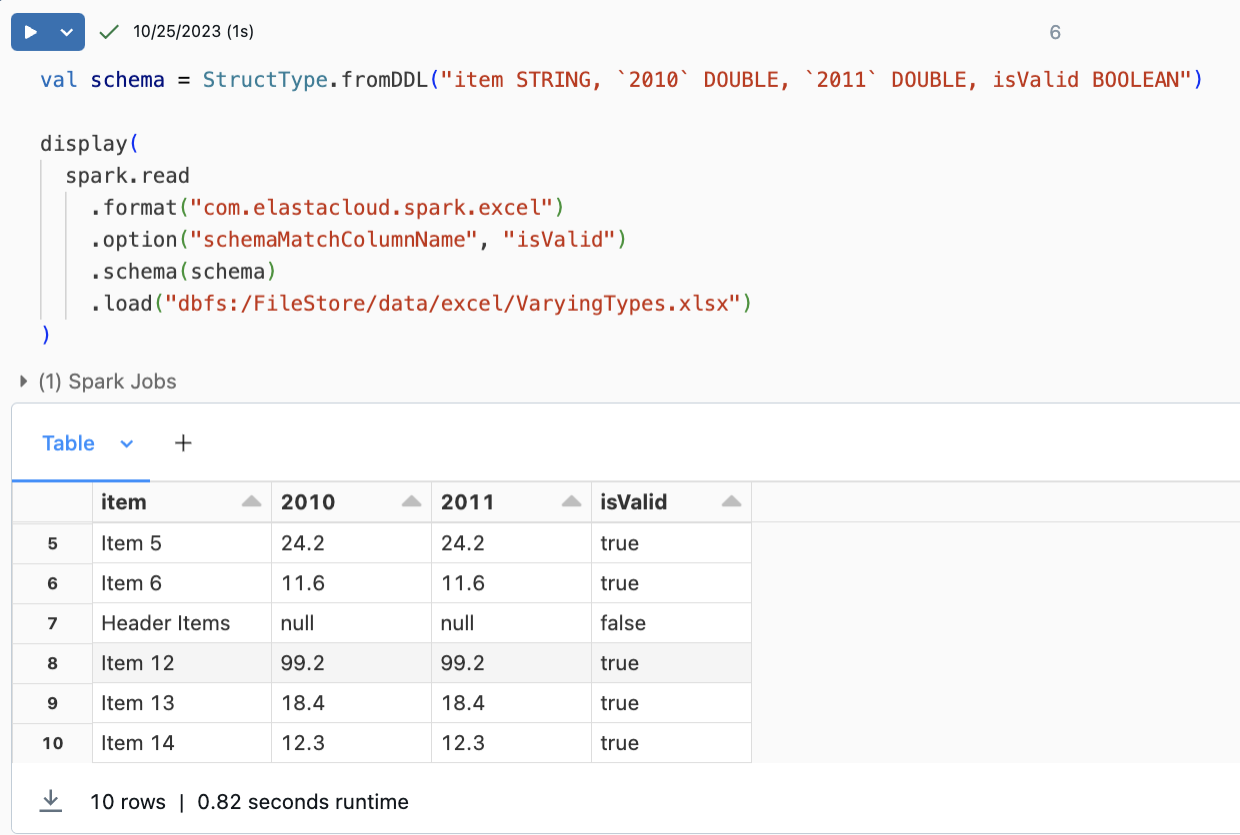 10/25/2023 (1s)
6
val schema = StructType.fromDDL("item STRING, `2010` DOUBLE, `2011` DOUBLE, isValid BOOLEAN")
display(
spark.read
.format("com.elastacloud.spark.excel")
.option("schemaMatchColumnName", "isValid")
.schema(schema)
.load("dbfs:/FileStore/data/excel/VaryingTypes.xlsx")
)
(1) Spark Jobs
Table +
item 2010 2011 isValid
5 Item 5 24.2 24.2 true
6 Item 6 11.6 11.6 true
7 Header Items null null false
8 Item 12 99.2 99.2 true
9 Item 13 18.4 18.4 true
10 Item 14 12.3 12.3 true
10 rows | 0.82 seconds runtime